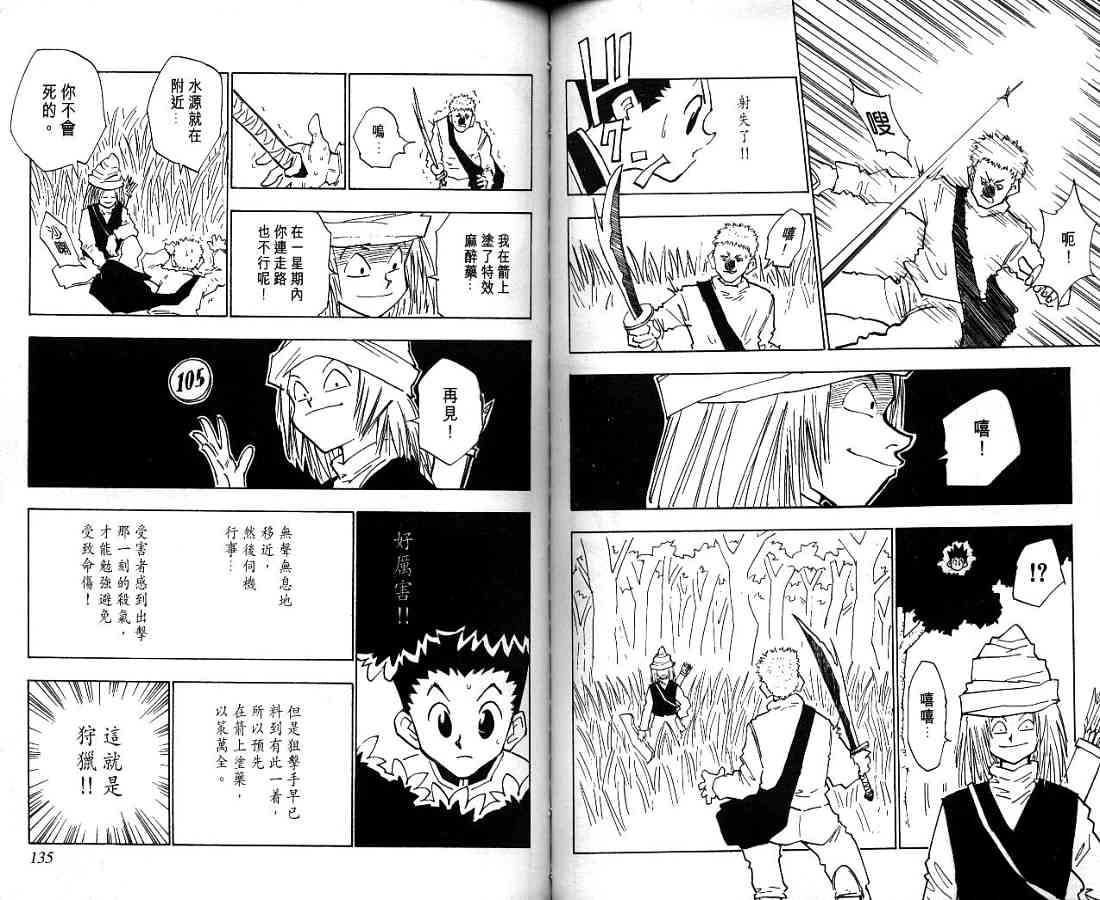 嗖
呃！
射失了!!
嘻！
嘻！
!?
嘻嘻…
嗚…
水源就在
附近…
你不會
死的。
沙啷
我在箭上
塗了特效
麻醉藥…
在一星期內
你連走路
也不行呢！
再見！
105
好厲害!!
無聲無息地
移近，
然後伺機
行事…
受害者感到出擊
那一刻的殺氣，
才能勉強避免
受致命傷！
但是狙擊手早已
料到有此一着，
所以預先
在箭上塗藥，
以策萬全。
這就是
狩獵!!
135